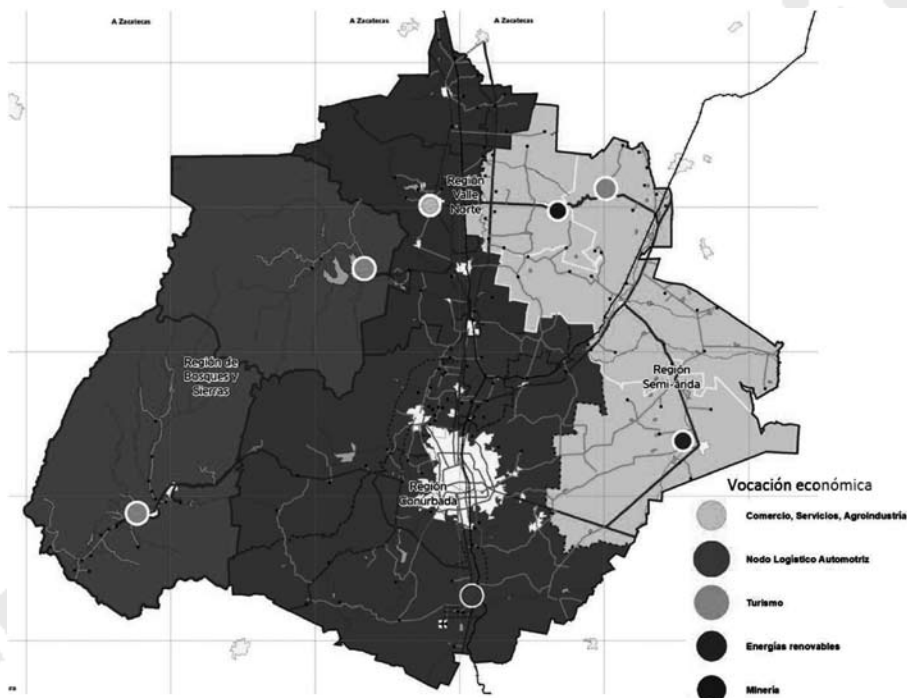 A Zacatecas
A Zacatecas
A Zacatecas
Región
Valle
Norte
Región de
Bosques y
Sierras
Región
Semi-árida
Región
Conurbada
Vocación económica
Comercio, Servicios, Agroindustria
Nodo Logístico Automotriz
Turismo
Energías renovables
Minería